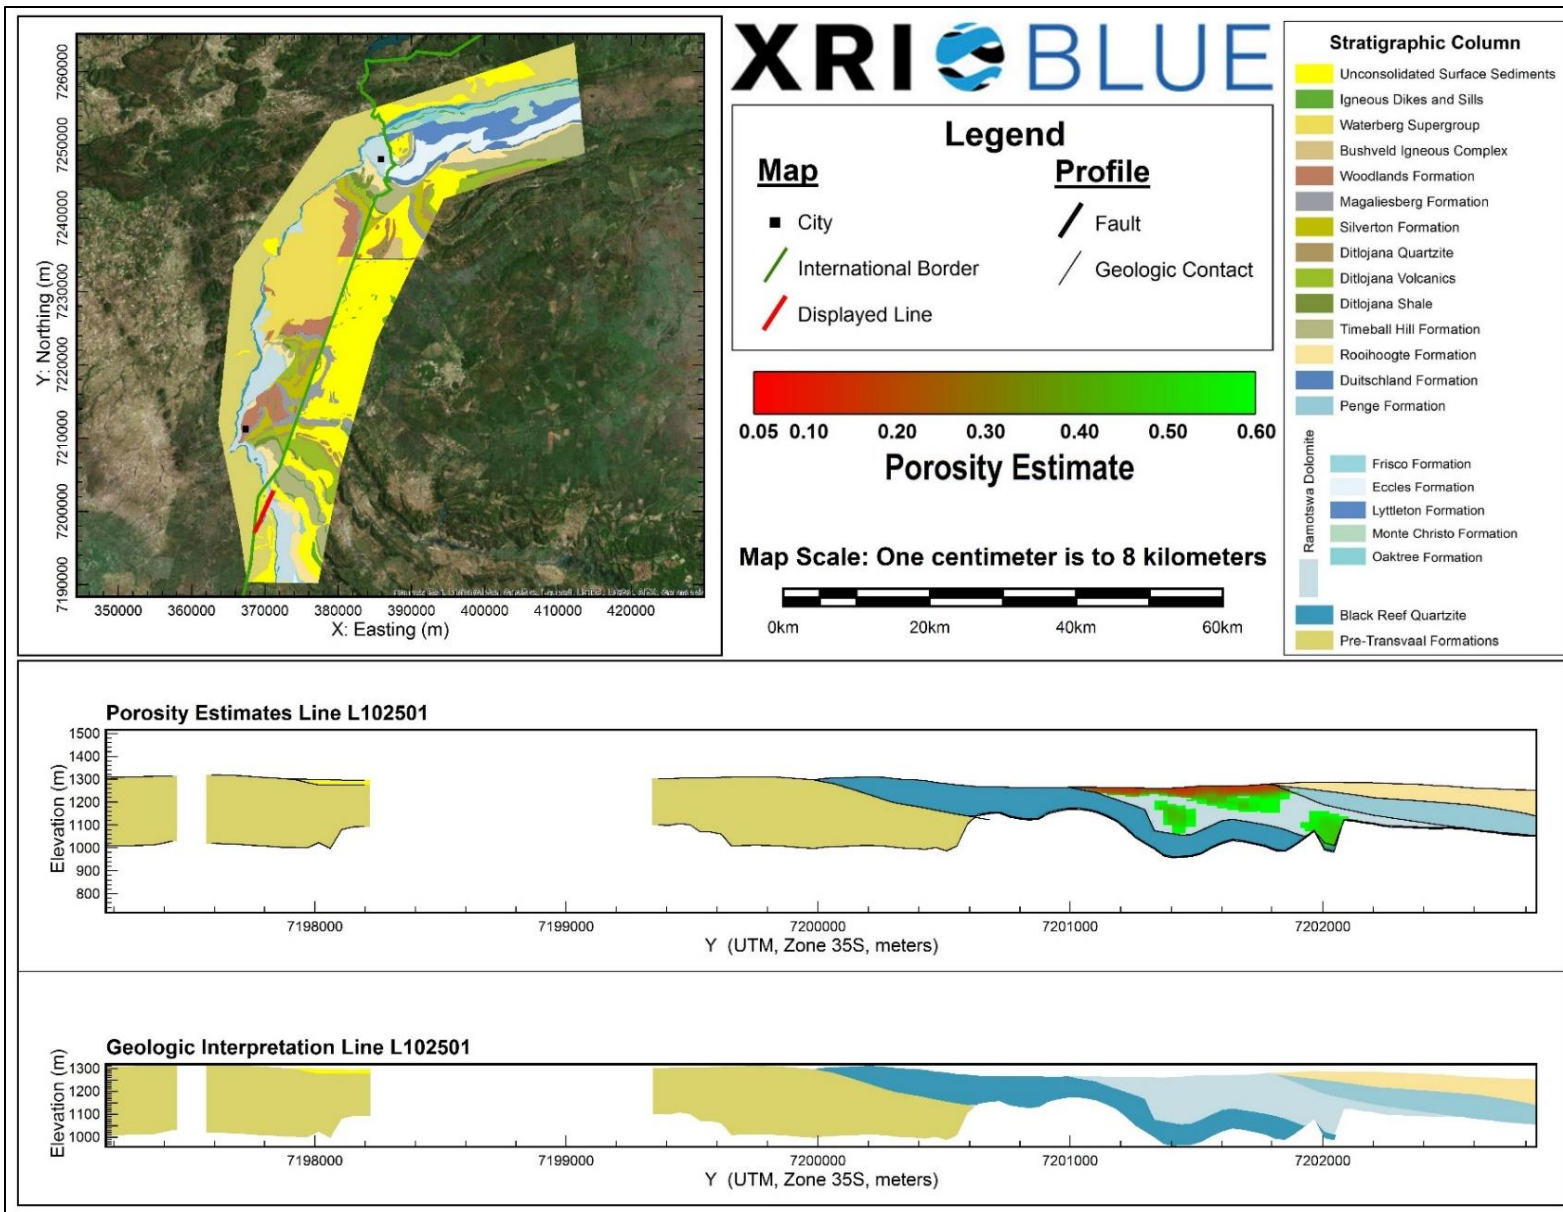 XRI BLUE
Legend
Map
Profile
City
Fault
International Border
Geologic Contact
Displayed Line
0.05 0.10 0.20 0.30 0.40 0.50 0.60
Porosity Estimate
Map Scale: One centimeter is to 8 kilometers
0km 20km 40km 60km
Stratigraphic Column
Unconsolidated Surface Sediments
Igneous Dikes and Sills
Waterberg Supergroup
Bushveld Igneous Complex
Woodlands Formation
Magaliesberg Formation
Silverton Formation
Ditlojana Quartzite
Ditlojana Volcanics
Ditlojana Shale
Timeball Hill Formation
Rooihoogte Formation
Duitschland Formation
Penge Formation
Ramotswa Dolomite
Frisco Formation
Eccles Formation
Lyttleton Formation
Monte Christo Formation
Oaktree Formation
Black Reef Quartzite
Pre-Transvaal Formations
Y: Northing (m)
7260000
7250000
7240000
7230000
7220000
7210000
7200000
7190000
350000 360000 370000 380000 390000 400000 410000 420000
X: Easting (m)
Porosity Estimates Line L102501
Elevation (m)
1500
1400
1300
1200
1100
1000
900
800
7198000 7199000 7200000 7201000 7202000
Y (UTM, Zone 35S, meters)
Geologic Interpretation Line L102501
Elevation (m)
1300
1200
1100
1000
7198000 7199000 7200000 7201000 7202000
Y (UTM, Zone 35S, meters)